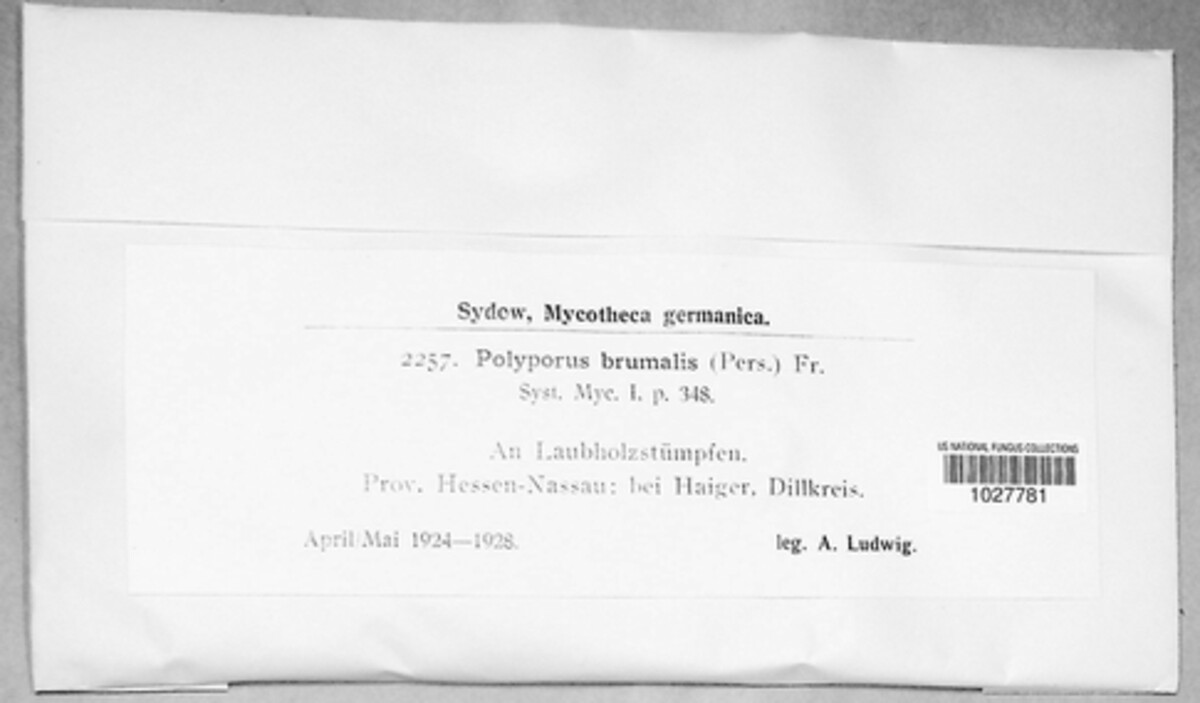 Sydow, Mycotheca germanica.
2257. Polyporus brumalis (Pers.) Fr.
Syst. Myc. I. p. 348.
An Laubholzstümpfen.
Prov. Hessen-Nassau: bei Haiger, Dillkreis.
April/Mai 1924—1928.
leg. A. Ludwig.
US NATIONAL FUNGUS COLLECTIONS
1027781